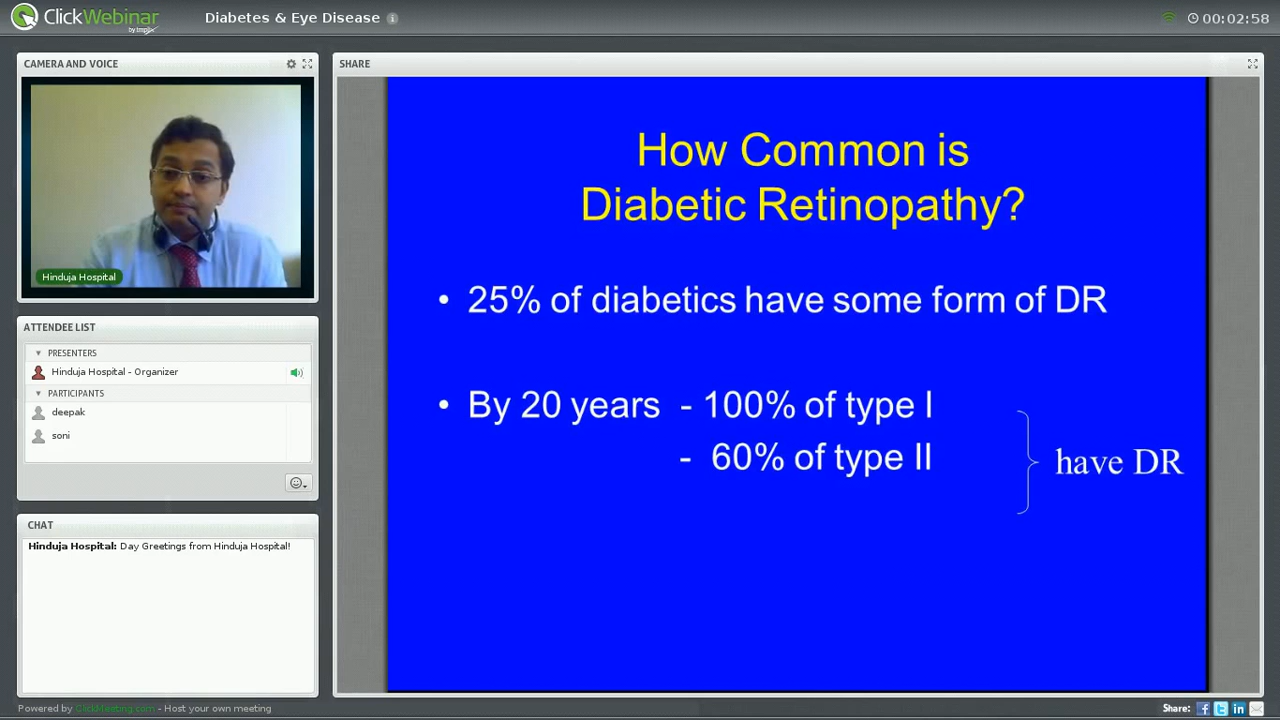 ClickWebinar
by Implix
Diabetes & Eye Disease
00:02:58
CAMERA AND VOICE
Hinduja Hospital
ATTENDEE LIST
PRESENTERS
Hinduja Hospital - Organizer
PARTICIPANTS
deepak
soni
CHAT
Hinduja Hospital: Day Greetings from Hinduja Hospital!
SHARE
How Common is
Diabetic Retinopathy?
• 25% of diabetics have some form of DR
• By 20 years - 100% of type I
- 60% of type II
have DR
Powered by ClickMeeting.com - Host your own meeting
Share: